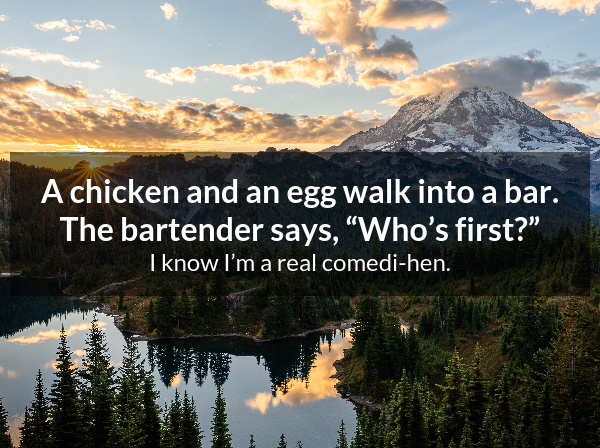 A chicken and an egg walk into a bar.
The bartender says, “Who’s first?”
I know I’m a real comedi-hen.